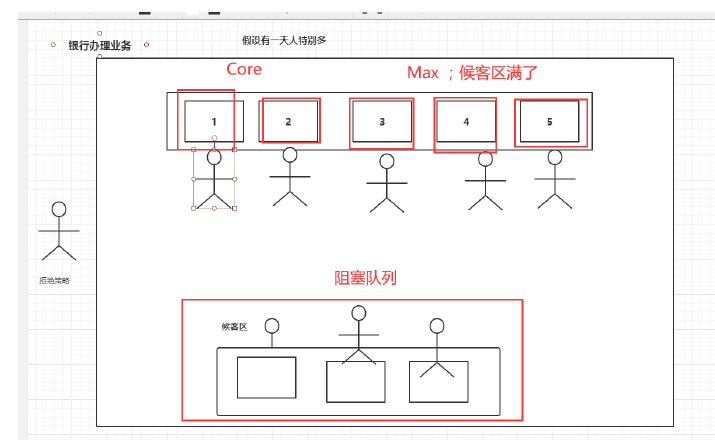 假设有一天人特别多
银行办理业务
Core
Max ；候客区满了
1
2
3
4
5
拒绝策略
阻塞队列
候客区